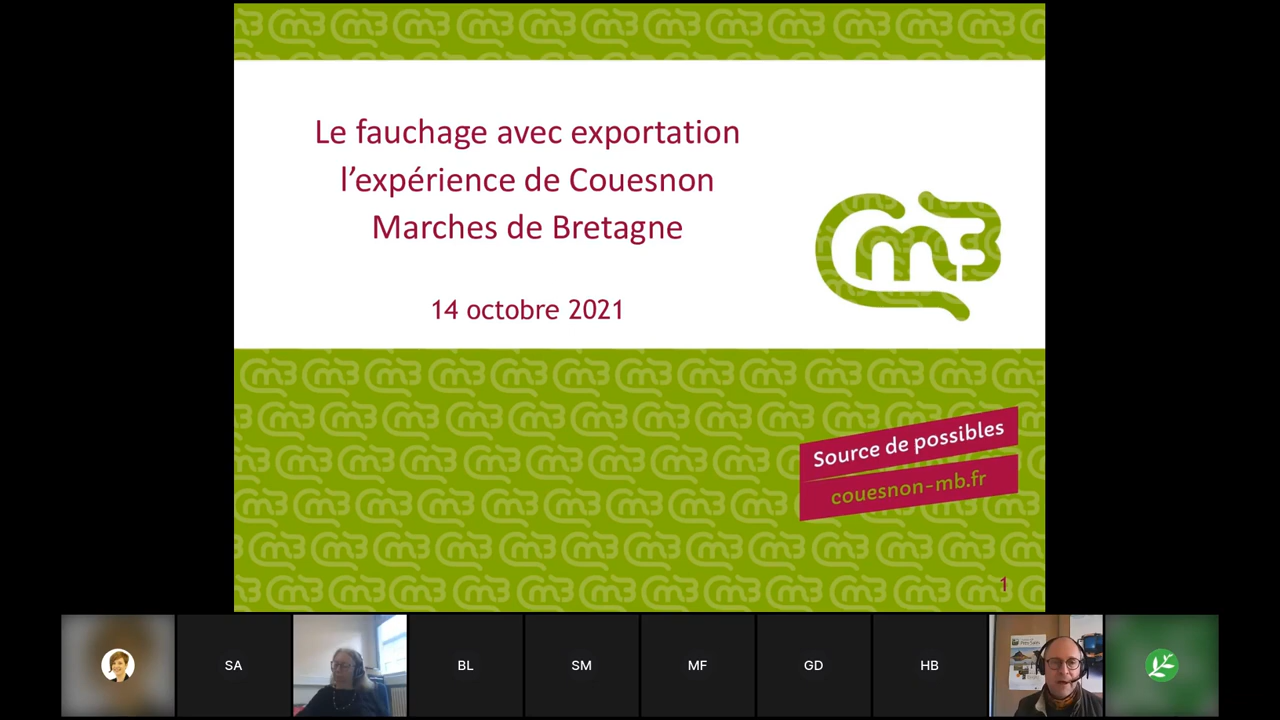 Le fauchage avec exportation
l’expérience de Couesnon
Marches de Bretagne
14 octobre 2021
cm3
Source de possibles
couesnon-mb.fr
1
SA
BL
SM
MF
GD
HB